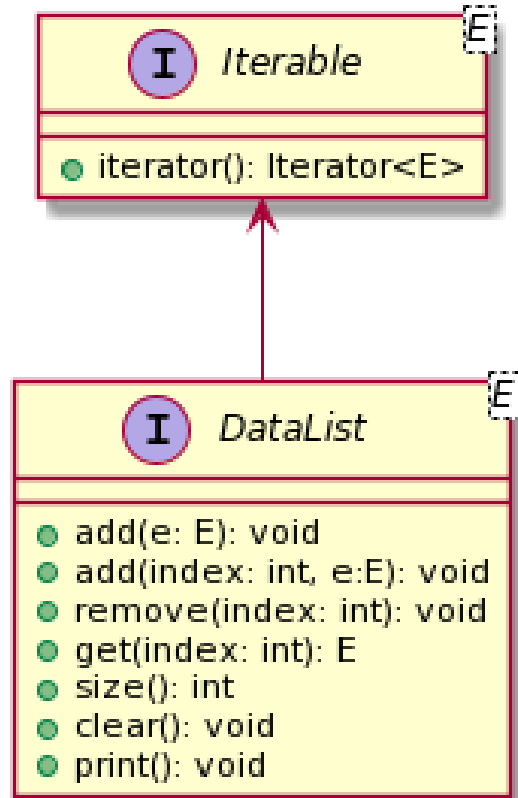 E
I Iterable
iterator(): Iterator<E>
E
I DataList
add(e: E): void
add(index: int, e:E): void
remove(index: int): void
get(index: int): E
size(): int
clear(): void
print(): void